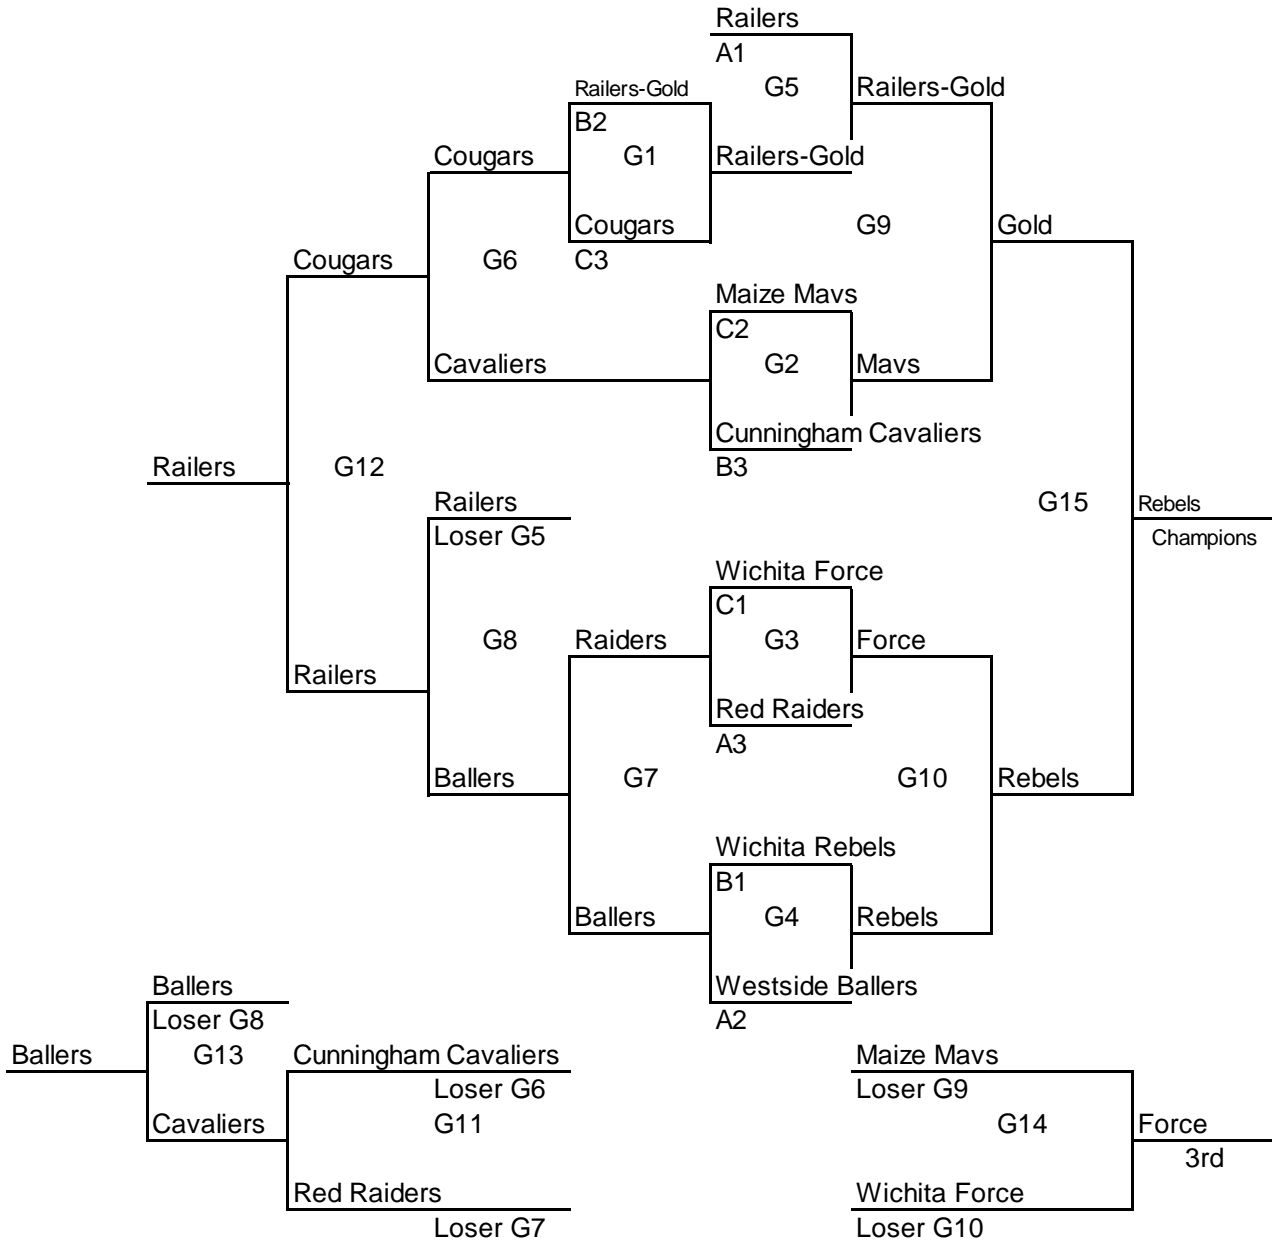 Railers
A1
Railers-Gold G5 Railers-Gold
B2
Cougars G1 Railers-Gold
Cougars G9 Gold
Cougars G6 C3
Maize Mavs
C2
Cavaliers G2 Mavs
Cunningham Cavaliers
Railers G12 B3
Railers G15 Rebels
Loser G5 Champions
Wichita Force
C1
G8 Raiders G3 Force
Railers
Red Raiders
A3
Ballers G7 G10 Rebels
Wichita Rebels
B1
Ballers G4 Rebels
Ballers Westside Ballers
Loser G8 A2
Ballers G13 Cunningham Cavaliers Maize Mavs
Loser G6 Loser G9
Cavaliers G11 G14 Force
3rd
Red Raiders Wichita Force
Loser G7 Loser G10